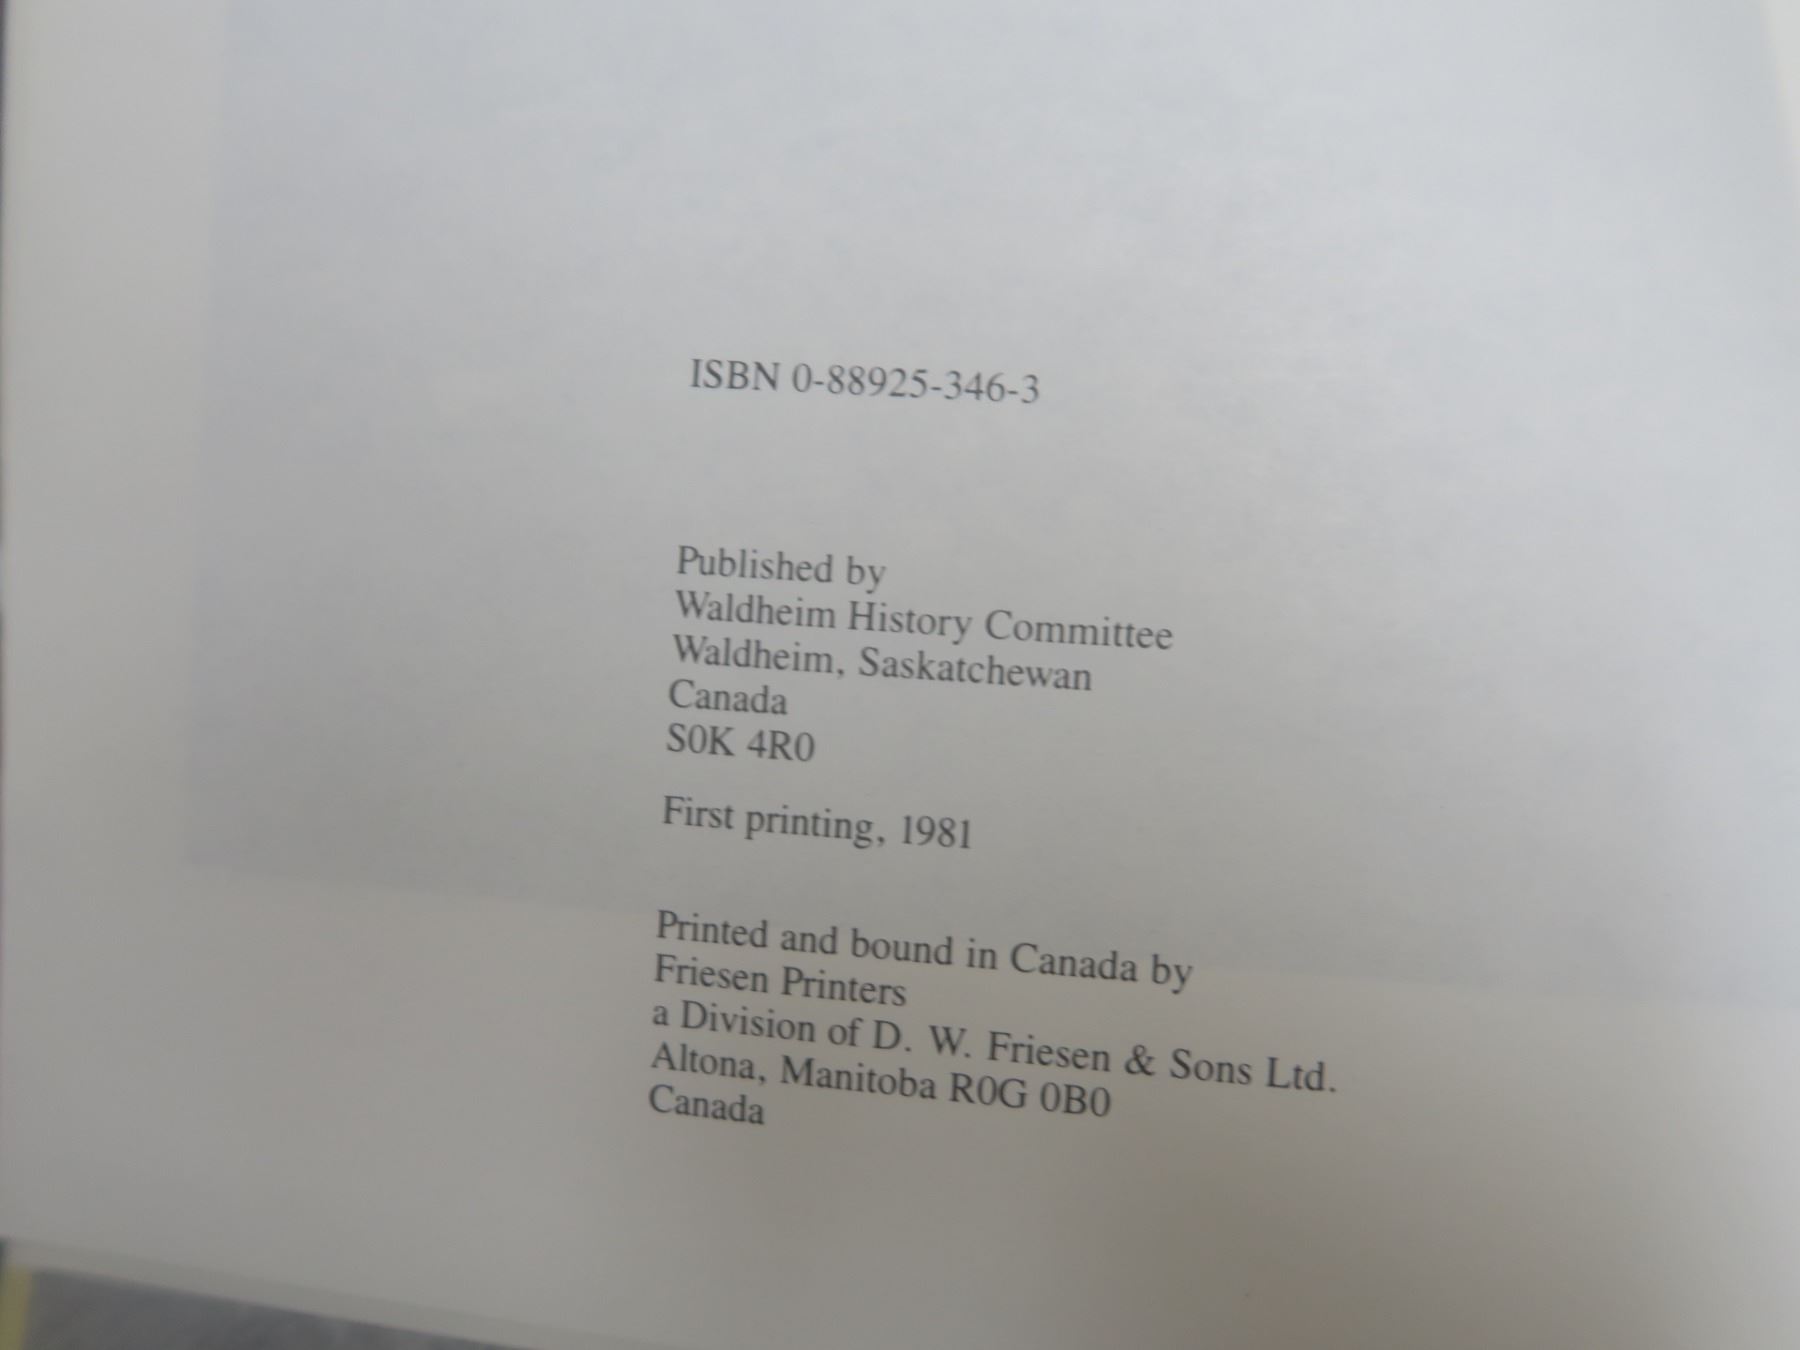 ISBN 0-88925-346-3
Published by
Waldheim History Committee
Waldheim, Saskatchewan
Canada
S0K 4R0
First printing, 1981
Printed and bound in Canada by
Friesen Printers
a Division of D. W. Friesen & Sons Ltd.
Altona, Manitoba R0G 0B0
Canada